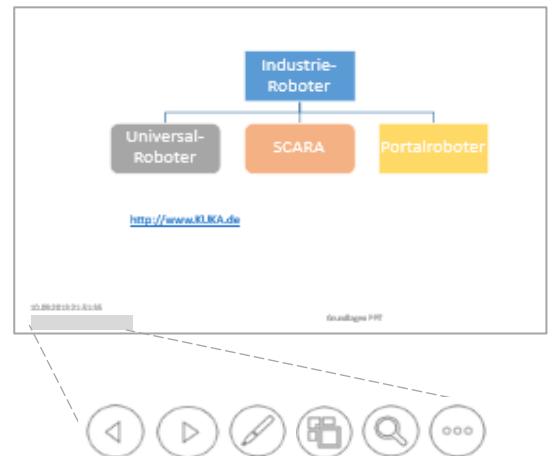 Industrie-
Roboter
Universal-
Roboter
SCARA
Portalroboter
http://www.KUKA.de
Grundlagen PPT